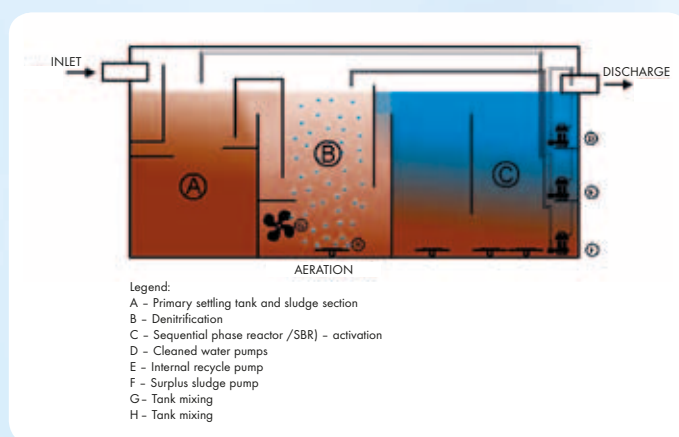 INLET
DISCHARGE
A
B
C
D
G
F
AERATION
Legend:
A – Primary settling tank and sludge section
B – Denitrification
C – Sequential phase reactor /SBR) – activation
D – Cleaned water pumps
E – Internal recycle pump
F – Surplus sludge pump
G– Tank mixing
H – Tank mixing